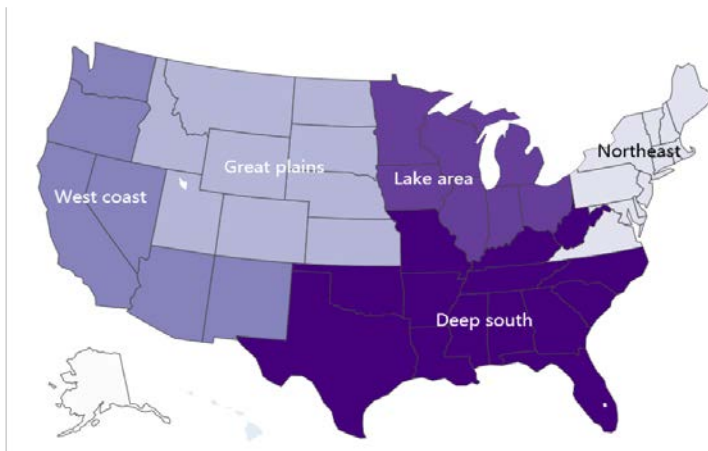 Northeast
Great plains
Lake area
West coast
Deep south